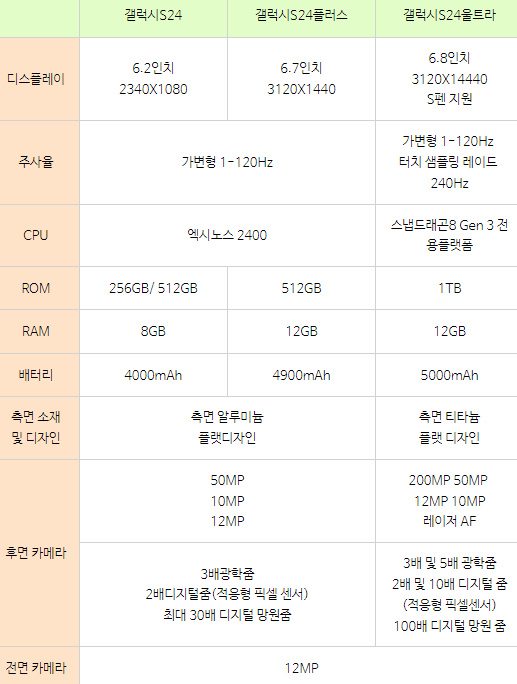 갤럭시S24 갤럭시S24플러스 갤럭시S24울트라
디스플레이
6.2인치
2340X1080
6.7인치
3120X1440
6.8인치
3120X14440
S펜 지원
주사율
가변형 1-120Hz
가변형 1-120Hz
터치 샘플링 레이드
240Hz
CPU
엑시노스 2400
스냅드래곤8 Gen 3 전
용플랫폼
ROM 256GB/ 512GB 512GB 1TB
RAM 8GB 12GB 12GB
배터리 4000mAh 4900mAh 5000mAh
측면 소재
및 디자인
측면 알루미늄
플랫디자인
측면 티타늄
플랫 디자인
후면 카메라
50MP
10MP
12MP
200MP 50MP
12MP 10MP
레이저 AF
3배광학줌
2배디지털줌(적응형 픽셀 센서)
최대 30배 디지털 망원줌
3배 및 5배 광학줌
2배 및 10배 디지털 줌
(적응형 픽셀센서)
100배 디지털 망원 줌
전면 카메라 12MP